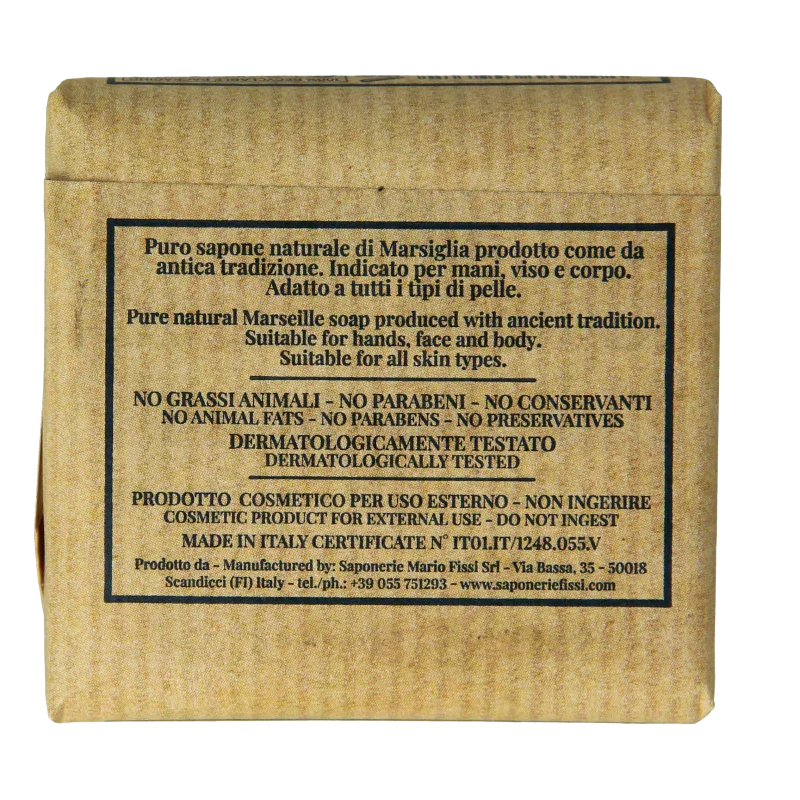 100% RECYCLABLE PACKAGING
Puro sapone naturale di Marsiglia prodotto come da
antica tradizione. Indicato per mani, viso e corpo.
Adatto a tutti i tipi di pelle.
Pure natural Marseille soap produced with ancient tradition.
Suitable for hands, face and body.
Suitable for all skin types.
NO GRASSI ANIMALI - NO PARABENI - NO CONSERVANTI
NO ANIMAL FATS - NO PARABENS - NO PRESERVATIVES
DERMATOLOGICAMENTE TESTATO
DERMATOLOGICALLY TESTED
PRODOTTO COSMETICO PER USO ESTERNO - NON INGERIRE
COSMETIC PRODUCT FOR EXTERNAL USE - DO NOT INGEST
MADE IN ITALY CERTIFICATE N° IT01.IT/1248.055.V
Prodotto da - Manufactured by: Saponerie Mario Fissi Srl - Via Bassa, 35 - 50018
Scandicci (FI) Italy - tel./ph.: +39 055 751293 - www.saponeriefissi.com